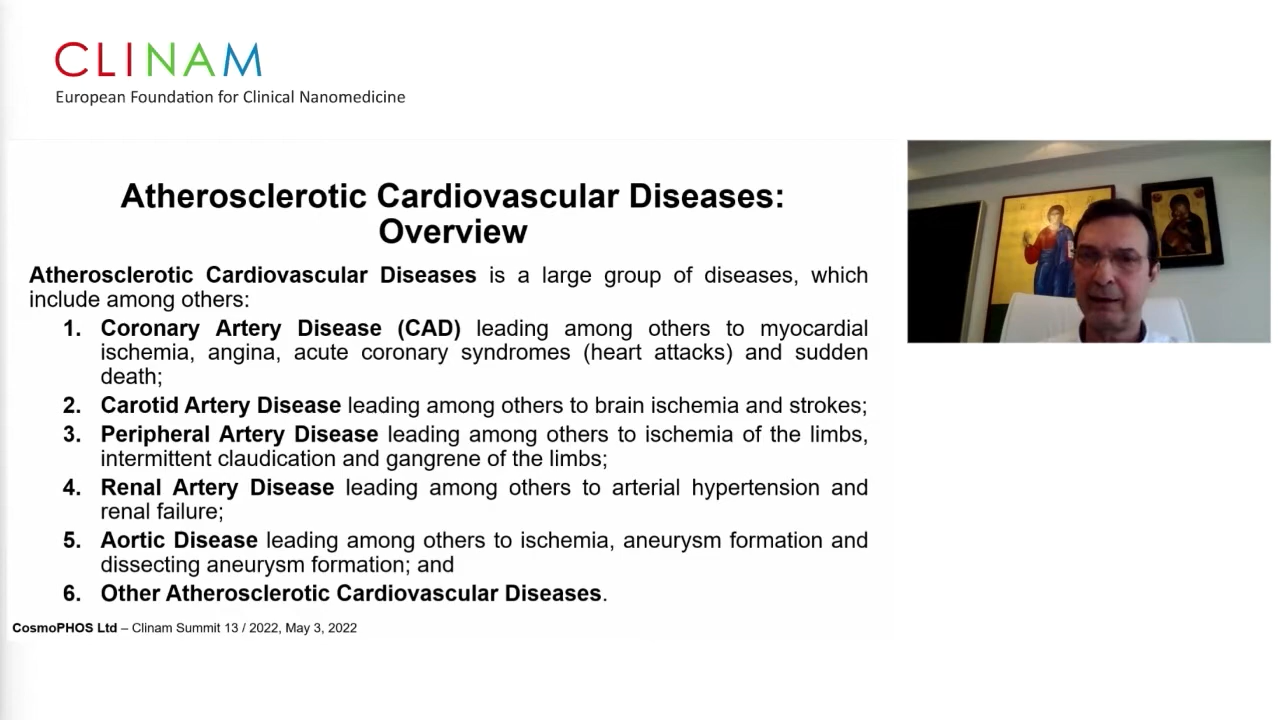 CLINAM
European Foundation for Clinical Nanomedicine
Atherosclerotic Cardiovascular Diseases:
Overview
Atherosclerotic Cardiovascular Diseases is a large group of diseases, which
include among others:
1. Coronary Artery Disease (CAD) leading among others to myocardial
ischemia, angina, acute coronary syndromes (heart attacks) and sudden
death;
2. Carotid Artery Disease leading among others to brain ischemia and strokes;
3. Peripheral Artery Disease leading among others to ischemia of the limbs,
intermittent claudication and gangrene of the limbs;
4. Renal Artery Disease leading among others to arterial hypertension and
renal failure;
5. Aortic Disease leading among others to ischemia, aneurysm formation and
dissecting aneurysm formation; and
6. Other Atherosclerotic Cardiovascular Diseases.
CosmoPHOS Ltd – Clinam Summit 13 / 2022, May 3, 2022